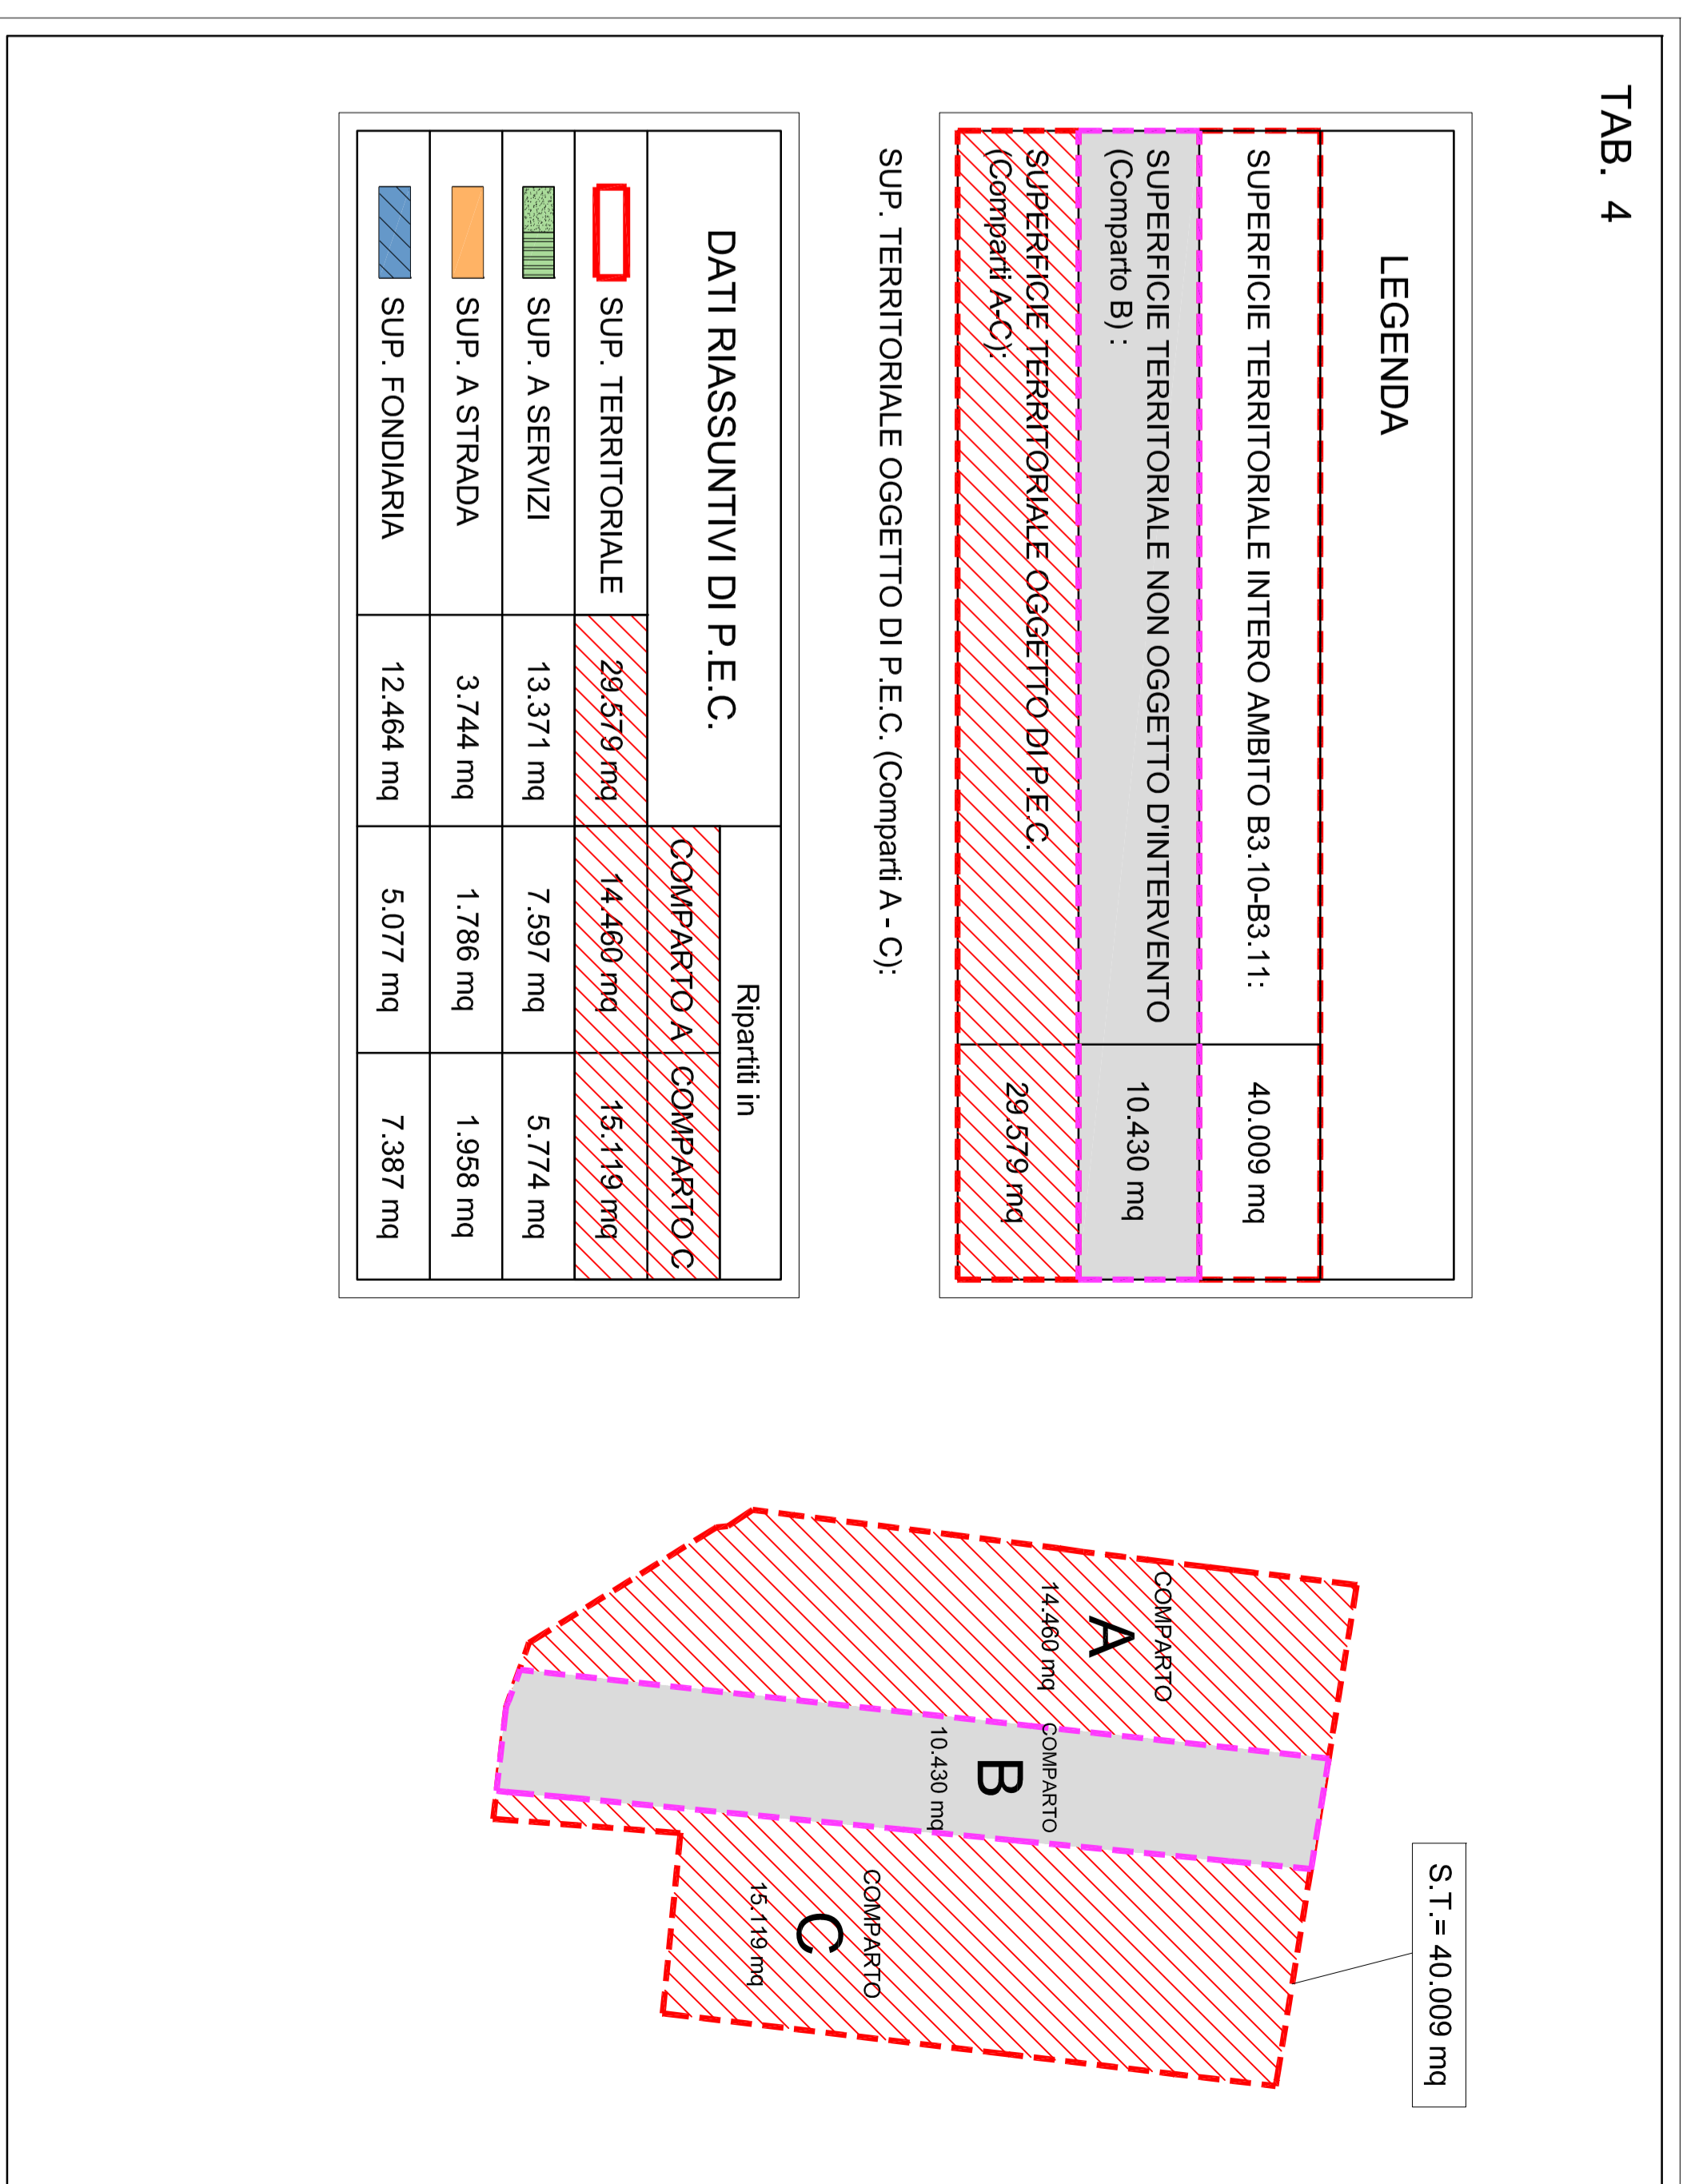 TAB. 4
LEGENDA
SUPERFICIE TERRITORIALE INTERO AMBITO B3.10-B3.11:
40.009 mq
SUPERFICIE TERRITORIALE NON OGGETTO D'INTERVENTO
(Comparto B) :
10.430 mq
SUPERFICIE TERRITORIALE OGGETTO DI P.E.C.
(Comparti A-C):
29.579 mq
SUP. TERRITORIALE OGGETTO DI P.E.C. (Comparti A - C):
DATI RIASSUNTIVI DI P.E.C.
Ripartiti in
COMPARTO A
COMPARTO C
SUP. TERRITORIALE
29.579 mq
14.460 mq
15.119 mq
SUP. A SERVIZI
13.371 mq
7.597 mq
5.774 mq
SUP. A STRADA
3.744 mq
1.786 mq
1.958 mq
SUP. FONDIARIA
12.464 mq
5.077 mq
7.387 mq
S.T.= 40.009 mq
COMPARTO
A
14.460 mq
COMPARTO
B
10.430 mq
COMPARTO
C
15.119 mq